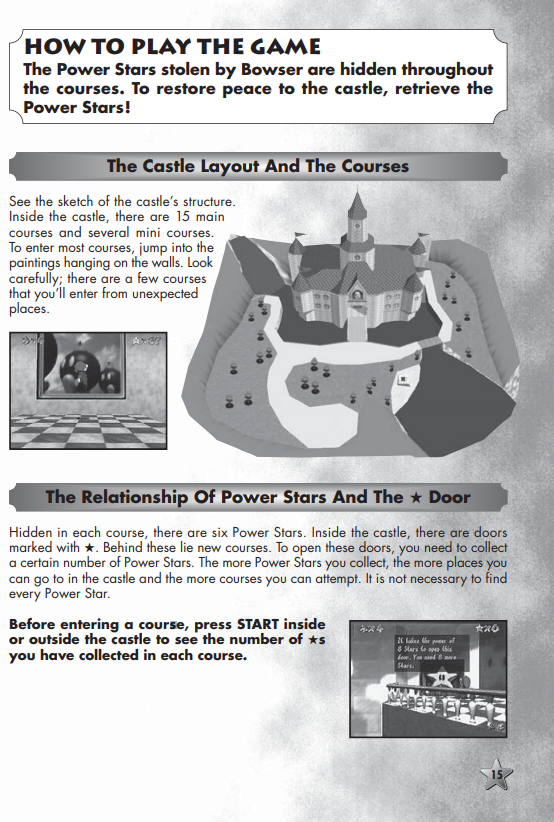 HOW TO PLAY THE GAME
The Power Stars stolen by Bowser are hidden throughout
the courses. To restore peace to the castle, retrieve the
Power Stars!
The Castle Layout And The Courses
See the sketch of the castle's structure.
Inside the castle, there are 15 main
courses and several mini courses.
To enter most courses, jump into the
paintings hanging on the walls. Look
carefully; there are a few courses
that you'll enter from unexpected
places.
The Relationship Of Power Stars And The ★ Door
Hidden in each course, there are six Power Stars. Inside the castle, there are doors
marked with ★. Behind these lie new courses. To open these doors, you need to collect
a certain number of Power Stars. The more Power Stars you collect, the more places you
can go to in the castle and the more courses you can attempt. It is not necessary to find
every Power Star.
Before entering a course, press START inside
or outside the castle to see the number of ★s
you have collected in each course.
It takes the power of
8 Stars to open this
door. You need 8 more
Stars.
15